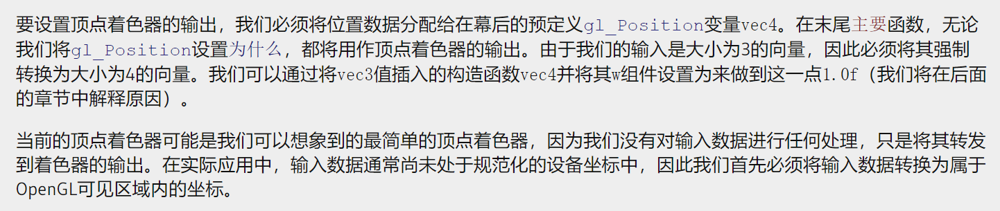 要设置顶点着色器的输出，我们必须将位置数据分配给在幕后的预定义gl_Position变量vec4。在末尾主要函数，无论
我们将gl_Position设置为什么，都将用作顶点着色器的输出。由于我们的输入是大小为3的向量，因此必须将其强制
转换为大小为4的向量。我们可以通过将vec3值插入的构造函数vec4并将其w组件设置为来做到这一点1.0f（我们将在后面
的章节中解释原因）。
当前的顶点着色器可能是我们可以想象到的最简单的顶点着色器，因为我们没有对输入数据进行任何处理，只是将其转发
到着色器的输出。在实际应用中，输入数据通常尚未处于规范化的设备坐标中，因此我们首先必须将输入数据转换为属于
OpenGL可见区域内的坐标。